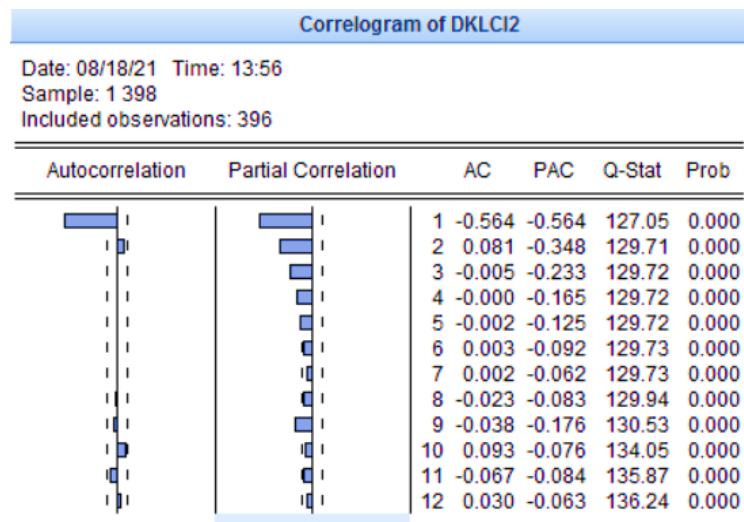 Correlogram of DKLCI2
Date: 08/18/21 Time: 13:56
Sample: 1 398
Included observations: 396
Autocorrelation Partial Correlation AC PAC Q-Stat Prob
1 -0.564 -0.564 127.05 0.000
2 0.081 -0.348 129.71 0.000
3 -0.005 -0.233 129.72 0.000
4 -0.000 -0.165 129.72 0.000
5 -0.002 -0.125 129.72 0.000
6 0.003 -0.092 129.73 0.000
7 0.002 -0.062 129.73 0.000
8 -0.023 -0.083 129.94 0.000
9 -0.038 -0.176 130.53 0.000
10 0.093 -0.076 134.05 0.000
11 -0.067 -0.084 135.87 0.000
12 0.030 -0.063 136.24 0.000